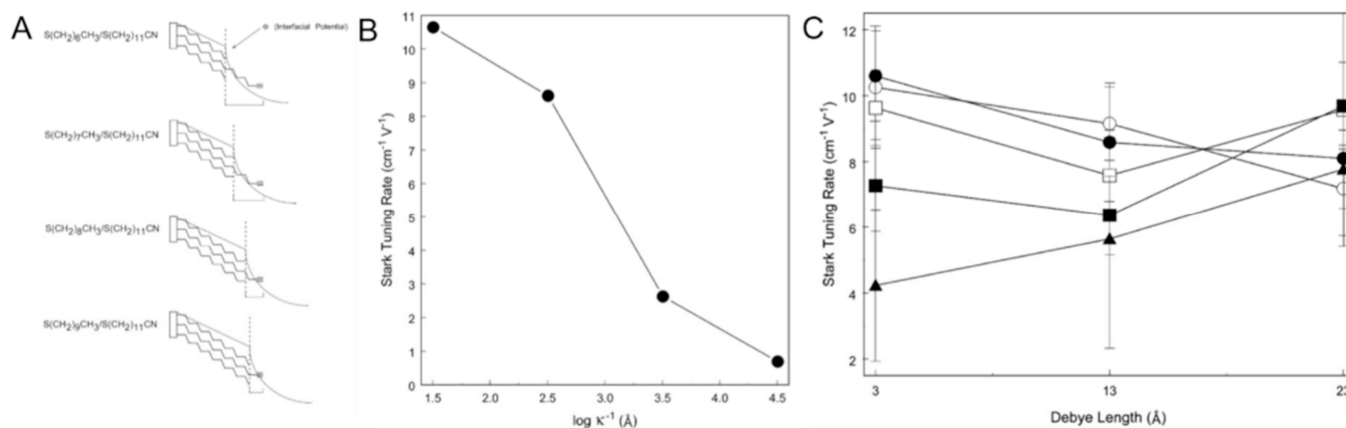 A
S(CH2)6CH3/S(CH2)11CN
Φ (Interfacial Potential)
S(CH2)7CH3/S(CH2)11CN
S(CH2)8CH3/S(CH2)11CN
S(CH2)9CH3/S(CH2)11CN
B
Stark Tuning Rate (cm⁻¹ V⁻¹)
11
10
9
8
7
6
5
4
3
2
1
0
1.5 2.0 2.5 3.0 3.5 4.0 4.5
log κ⁻¹ (Å)
C
Stark Tuning Rate (cm⁻¹ V⁻¹)
12
10
8
6
4
2
3 13 23
Debye Length (Å)